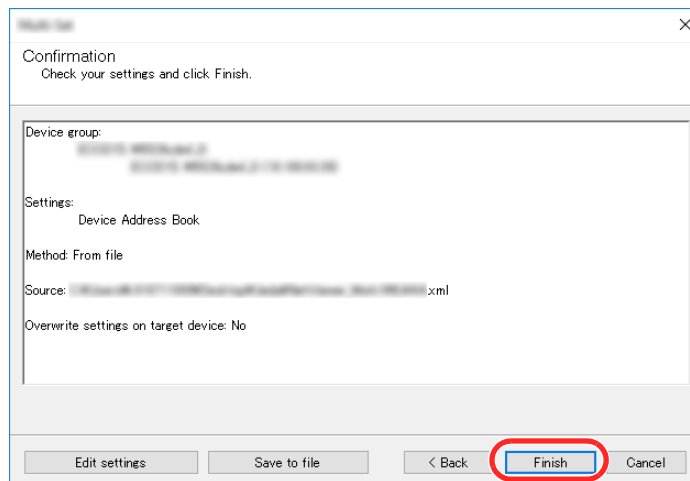 Confirmation
Check your settings and click Finish.
Device group:
Settings:
Device Address Book
Method: From file
Source: .xml
Overwrite settings on target device: No
Edit settings
Save to file
< Back
Finish
Cancel